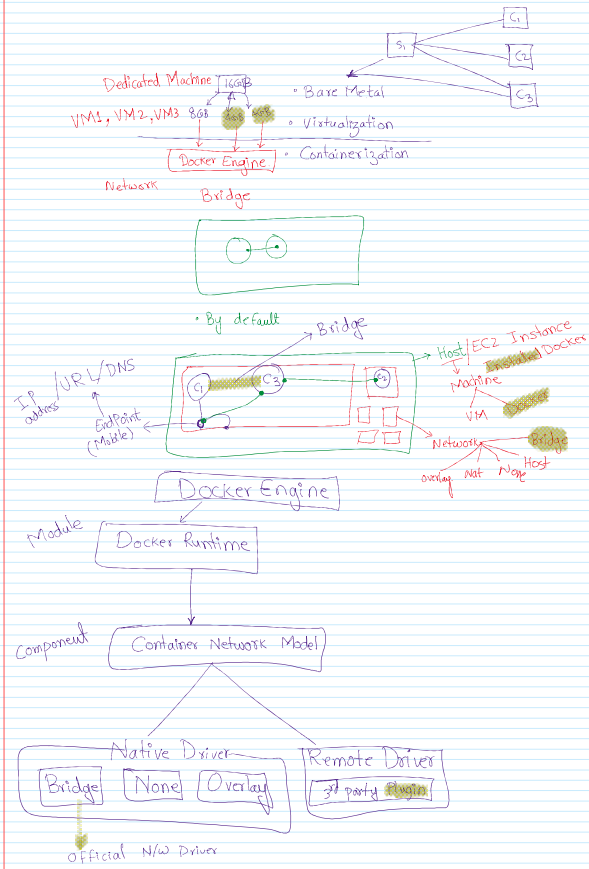 C1
S1
C2
C3
Dedicated Machine 16GB
• Bare Metal
VM1, VM2, VM3 8GB 4GB 4GB
• Virtualization
Docker Engine
• Containerization
Network
Bridge
• By default
Bridge
Host/EC2 Instance
Installed Docker
Machine
VM
Docker
IP address/URL/DNS
EndPoint
(Mobile)
C1
C3
C2
Network
Bridge
Host
None
Nat
Overlay
Docker Engine
Module
Docker Runtime
Component
Container Network Model
Native Driver
Remote Driver
Bridge
None
Overlay
3rd party Plugin
Official N/W Driver